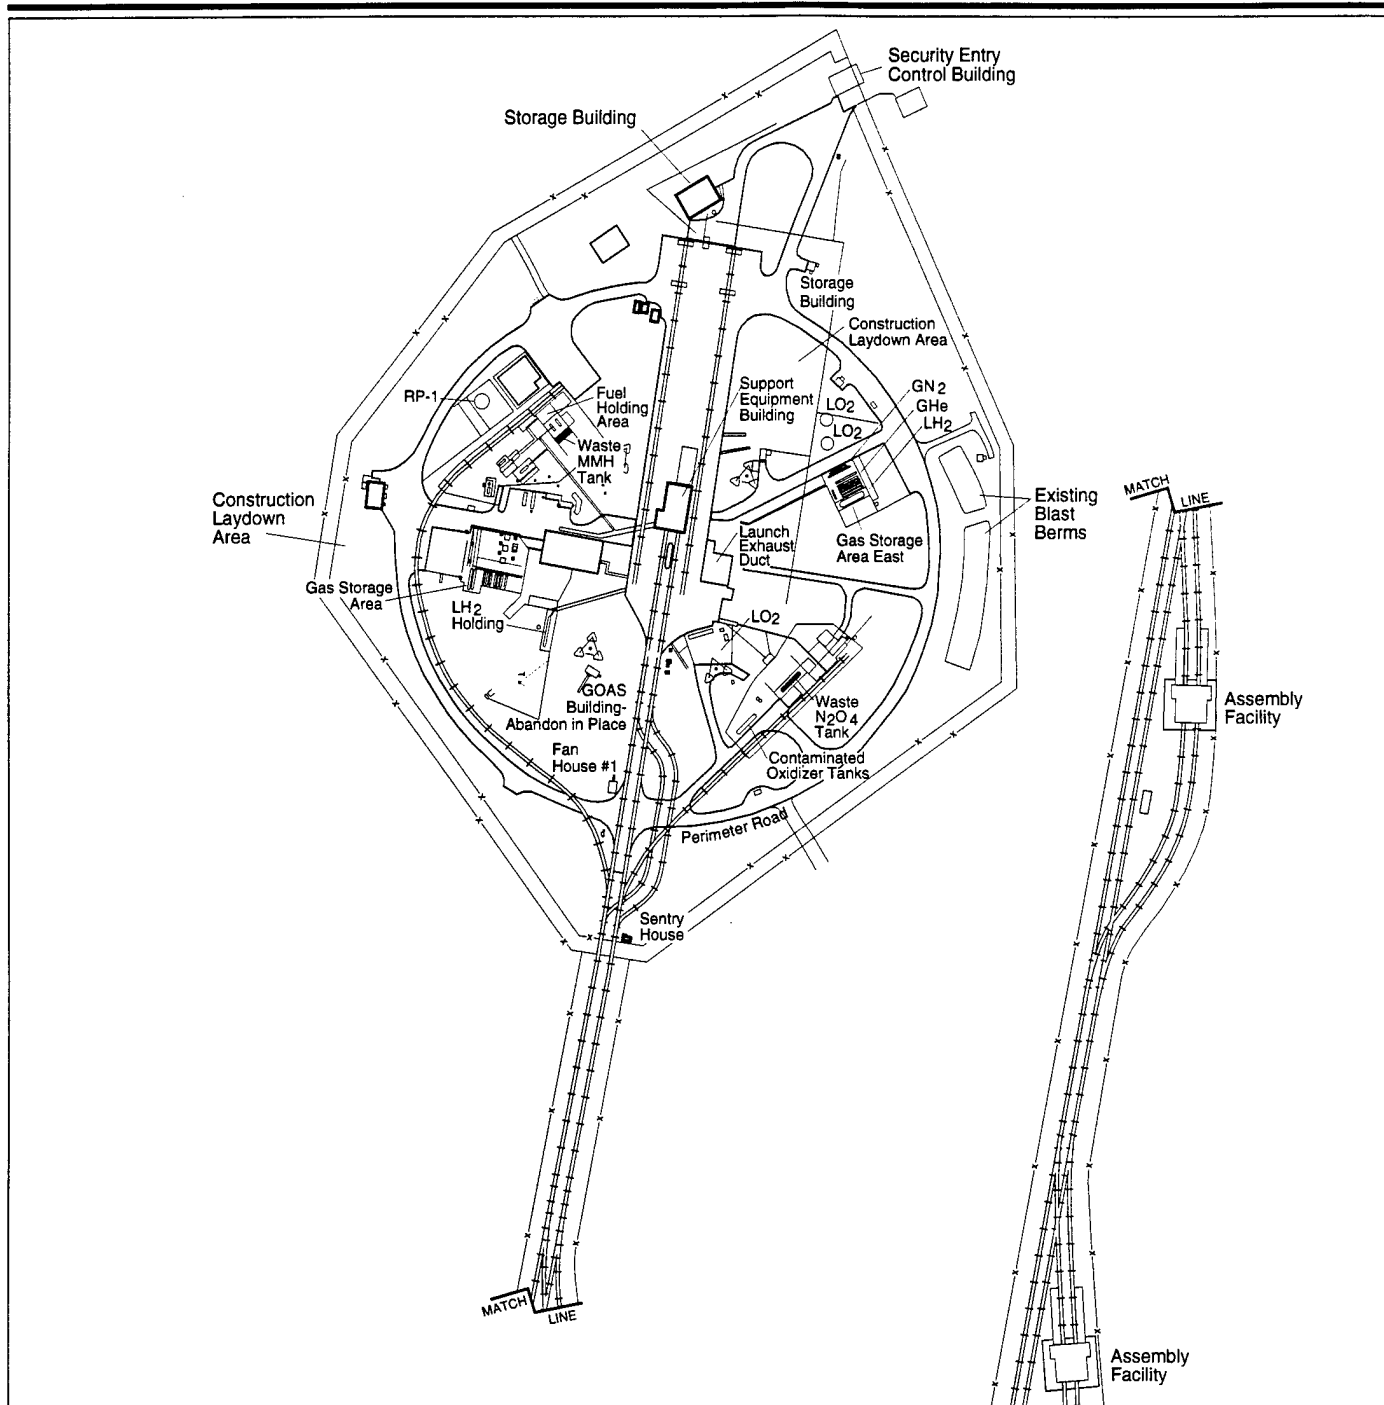 Security Entry
Control Building
Storage Building
Storage
Building
Construction
Laydown Area
RP-1
Fuel
Holding
Area
Support
Equipment
Building
GN2
GHe
LH2
LO2
LO2
Waste
MMH
Tank
Construction
Laydown
Area
Existing
Blast
Berms
MATCH
LINE
Launch
Exhaust
Duct
Gas Storage
Area East
Gas Storage
Area
LH2
Holding
LO2
GOAS
Building-
Abandon in Place
Waste
N2O4
Tank
Assembly
Facility
Fan
House #1
Contaminated
Oxidizer Tanks
Perimeter Road
Sentry
House
MATCH
LINE
Assembly
Facility